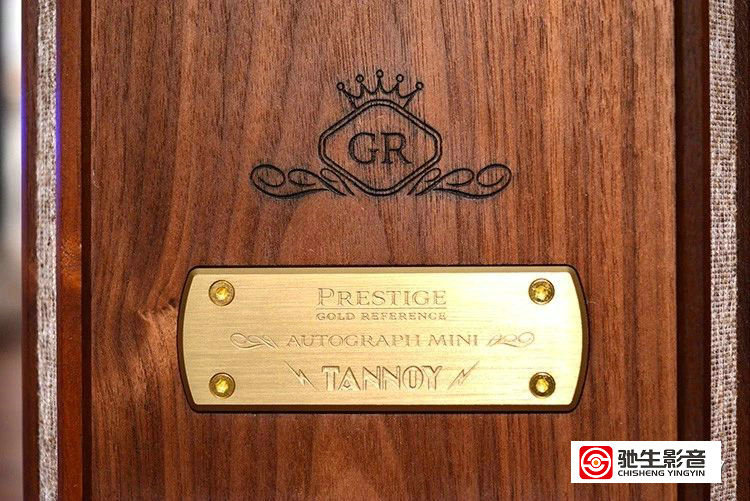 GR
PRESTIGE
GOLD REFERENCE
AUTOGRAPH MINI
TANNOY
驰生影音
CHISHENG YINGYIN